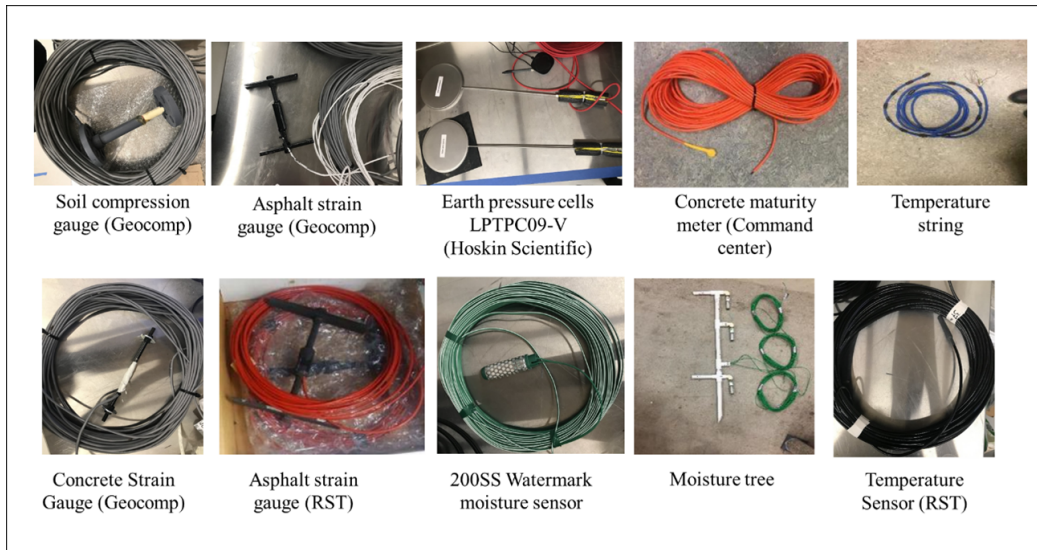 Soil compression
gauge (Geocomp)
Asphalt strain
gauge (Geocomp)
Earth pressure cells
LPTPC09-V
(Hoskin Scientific)
Concrete maturity
meter (Command
center)
Temperature
string
Concrete Strain
Gauge (Geocomp)
Asphalt strain
gauge (RST)
200SS Watermark
moisture sensor
Moisture tree
Temperature
Sensor (RST)